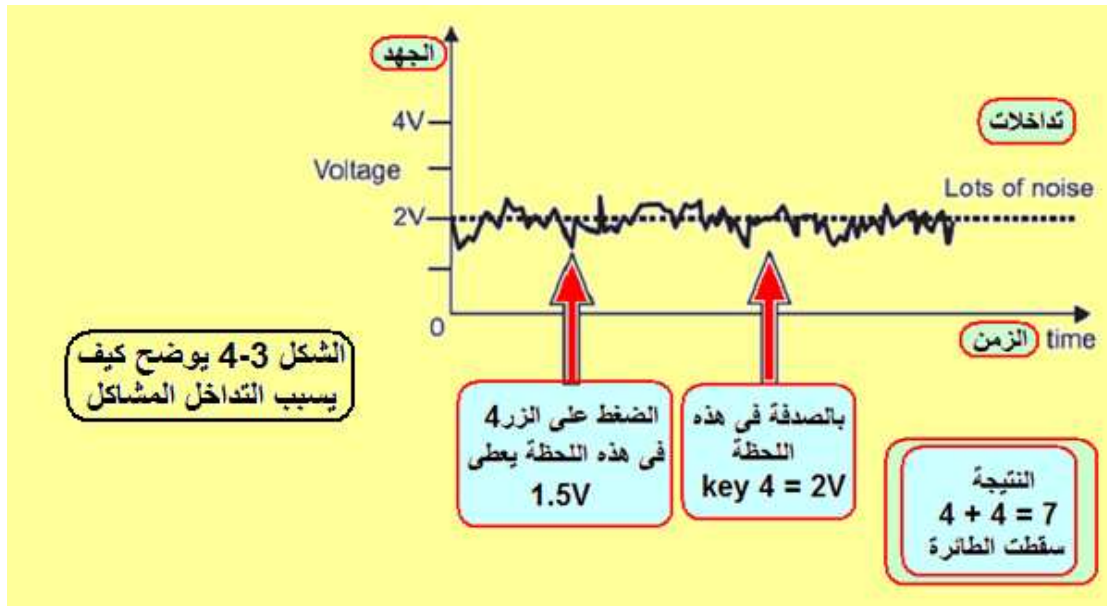 الجهد
4V
تداخلات
Voltage
Lots of noise
2V
0
الزمن time
الشكل 3-4 يوضح كيف
يسبب التداخل المشاكل
الضغط على الزر4
فى هذه اللحظة يعطى
1.5V
بالصدفة فى هذه
اللحظة
key 4 = 2V
النتيجة
4 + 4 = 7
سقطت الطائرة